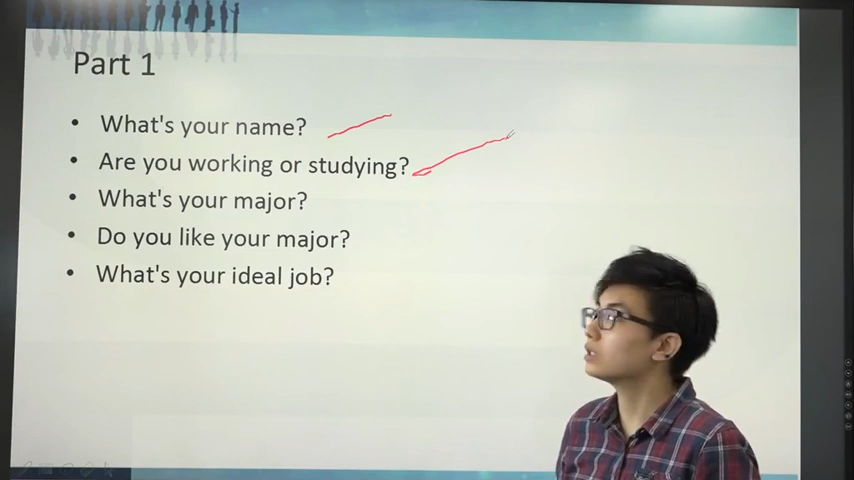 Part 1
• What's your name?
• Are you working or studying?
• What's your major?
• Do you like your major?
• What's your ideal job?